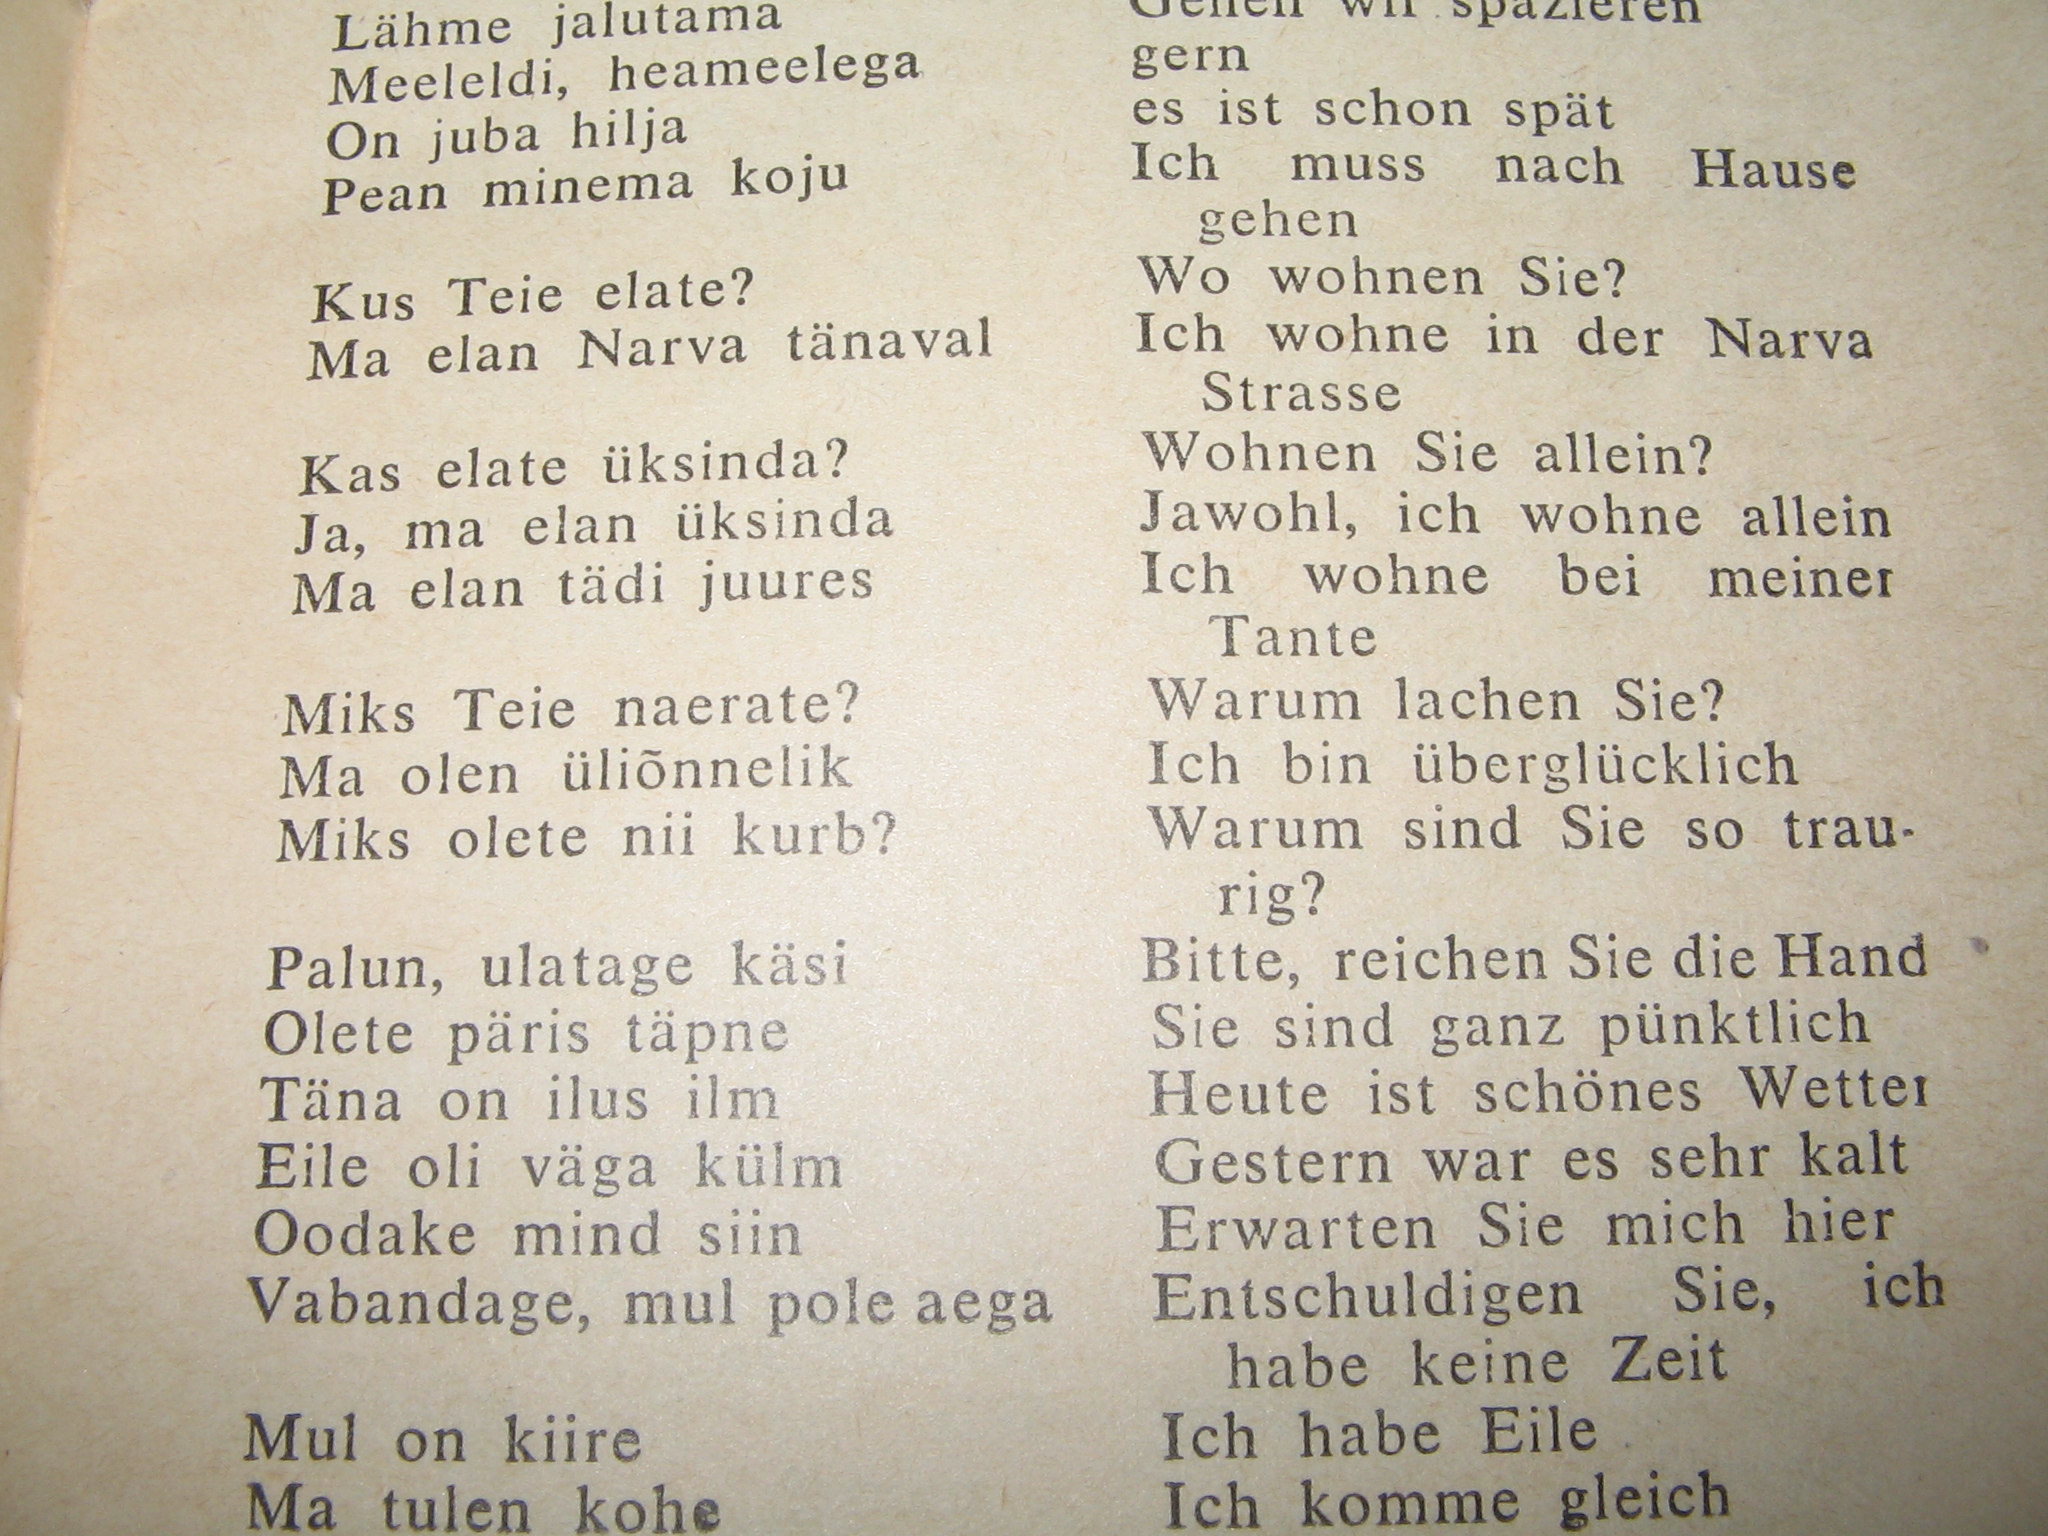 Lähme jalutama
Meeleldi, heameelega
On juba hilja
Pean minema koju
Kus Teie elate?
Ma elan Narva tänaval
Kas elate üksinda?
Ja, ma elan üksinda
Ma elan tädi juures
Miks Teie naerate?
Ma olen üliõnnelik
Miks olete nii kurb?
Palun, ulatage käsi
Olete päris täpne
Täna on ilus ilm
Eile oli väga külm
Oodake mind siin
Vabandage, mul pole aega
Mul on kiire
Ma tulen kohe
Gehen wir spazieren
gern
es ist schon spät
Ich muss nach Hause
gehen
Wo wohnen Sie?
Ich wohne in der Narva
Strasse
Wohnen Sie allein?
Jawohl, ich wohne allein
Ich wohne bei meiner
Tante
Warum lachen Sie?
Ich bin überglücklich
Warum sind Sie so trau-
rig?
Bitte, reichen Sie die Hand
Sie sind ganz pünktlich
Heute ist schönes Wetter
Gestern war es sehr kalt
Erwarten Sie mich hier
Entschuldigen Sie, ich
habe keine Zeit
Ich habe Eile
Ich komme gleich